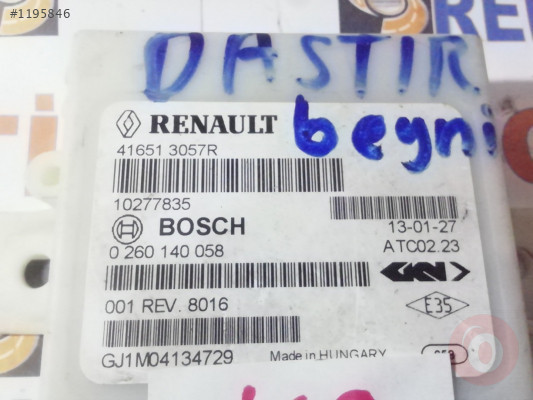 #1195846
DASTIR
beyni
RENAULT
41651 3057R
10277835
13-01-27
BOSCH
0 260 140 058
ATC02.23
GKN
E35
001 REV. 8016
GJ1M04134729
Made in HUNGARY